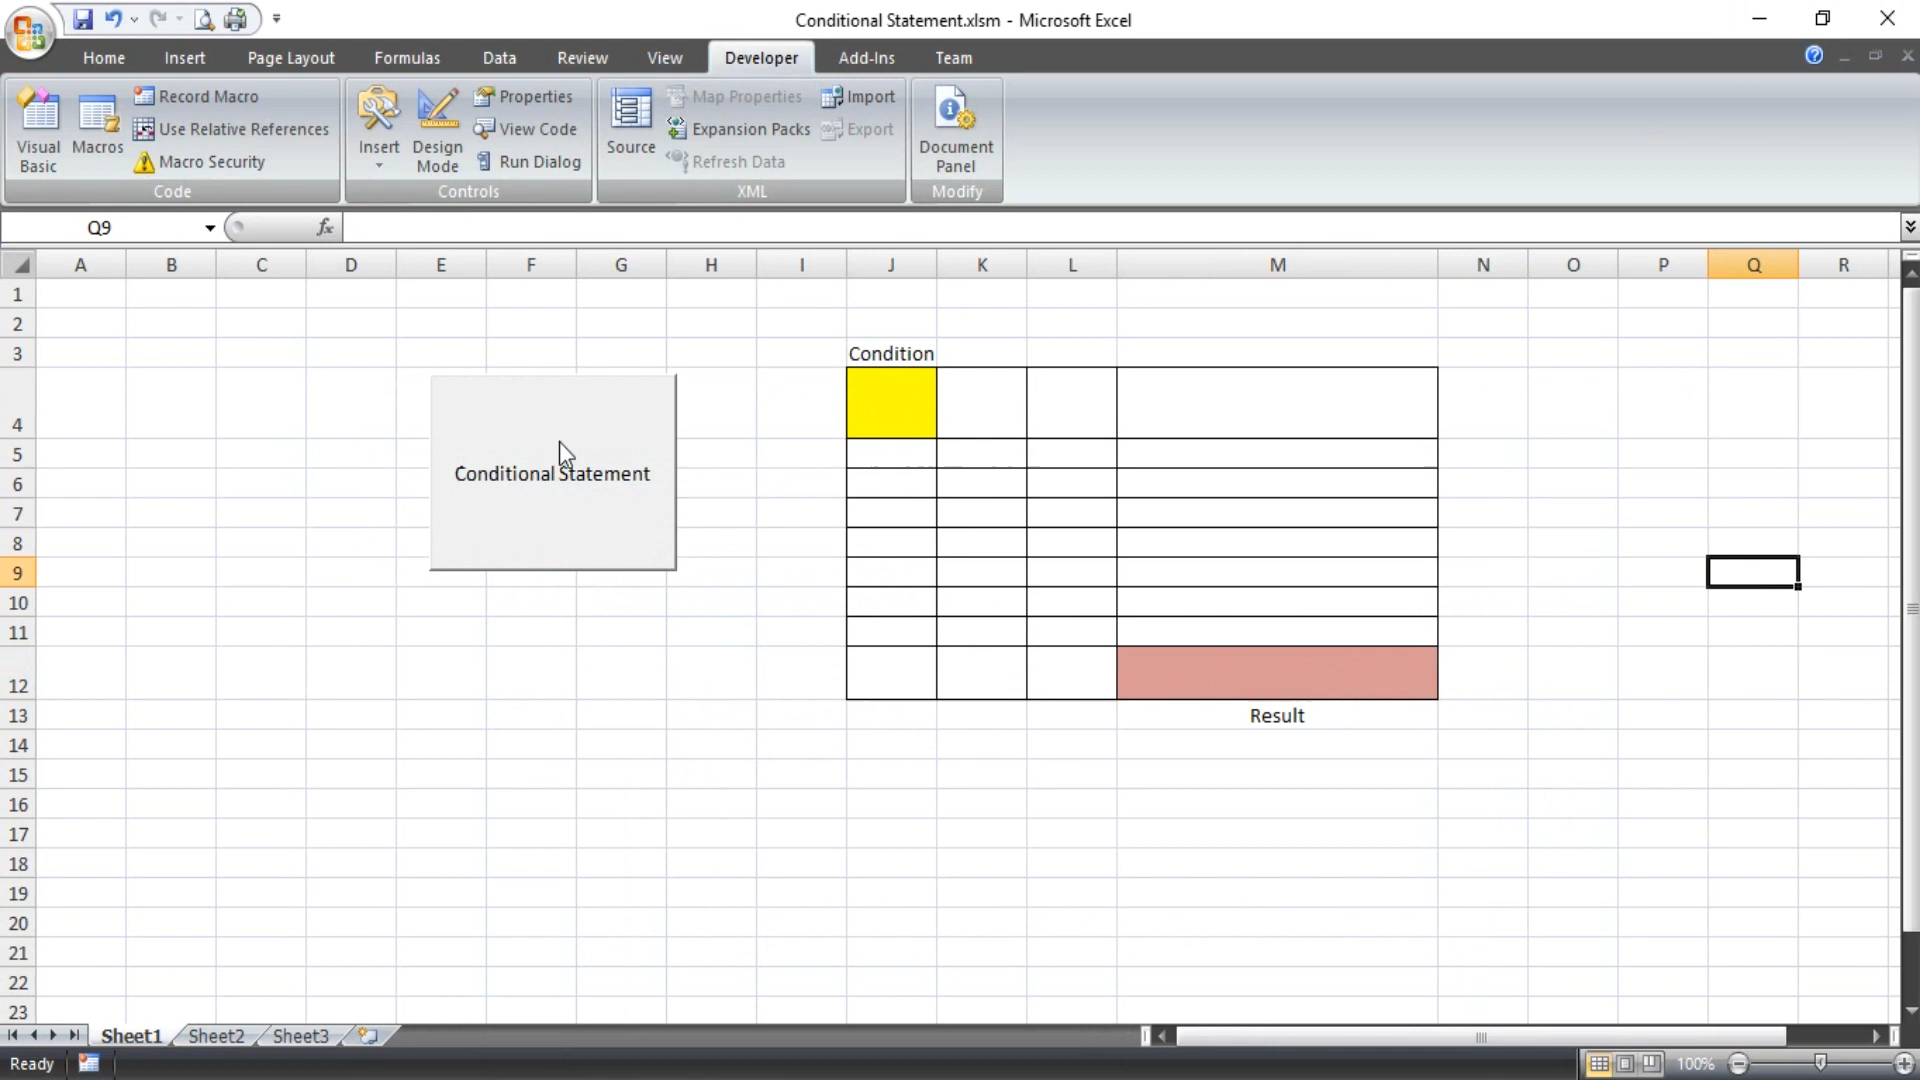 Conditional Statement.xlsm - Microsoft Excel
Home Insert Page Layout Formulas Data Review View Developer Add-Ins Team
Visual Basic
Macros
Record Macro
Use Relative References
Macro Security
Code
Insert
Design Mode
Properties
View Code
Run Dialog
Controls
Source
Map Properties
Expansion Packs
Refresh Data
Import
Export
XML
Document Panel
Modify
Q9
fx
A B C D E F G H I J K L M N O P Q R
1
2
3 Condition
4
Conditional Statement
5
6
7
8
9
10
11
12
13 Result
14
15
16
17
18
19
20
21
22
23
Sheet1 Sheet2 Sheet3
Ready 100%